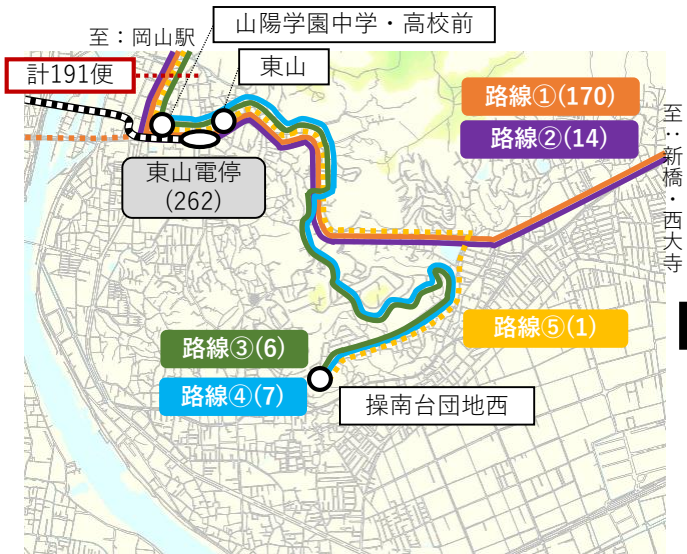 山陽学園中学・高校前
至：岡山駅
計191便
東山
路線①(170)
路線②(14)
至：新橋・西大寺
東山電停
(262)
路線③(6)
路線④(7)
路線⑤(1)
操南台団地西